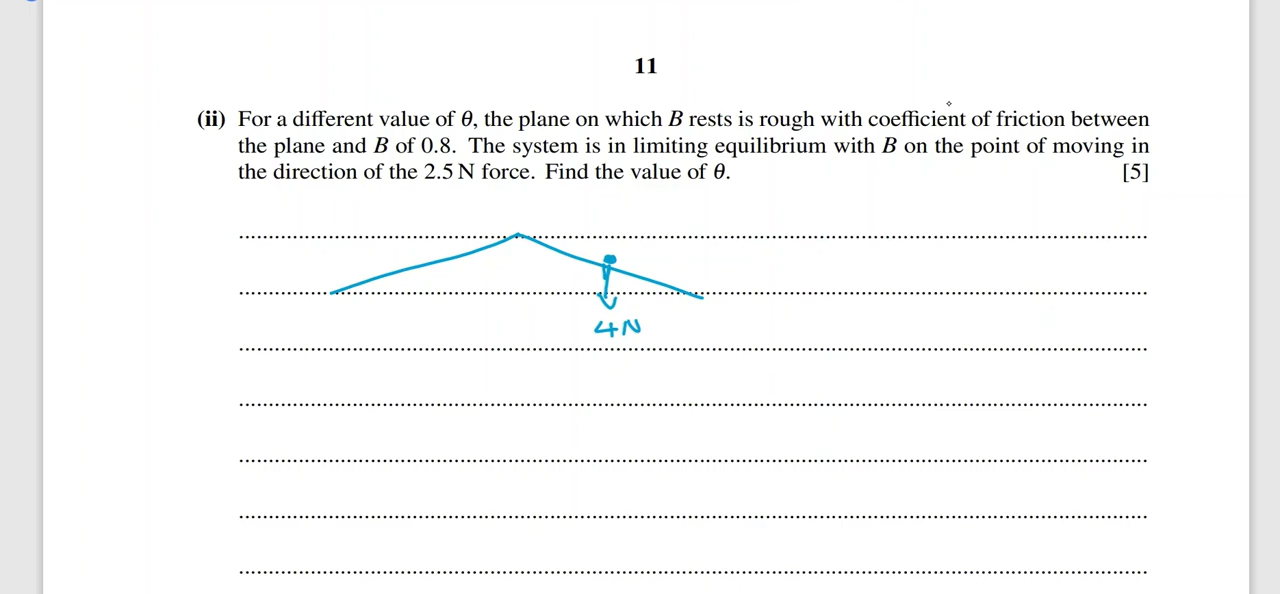 11
(ii) For a different value of θ, the plane on which B rests is rough with coefficient of friction between
the plane and B of 0.8. The system is in limiting equilibrium with B on the point of moving in
the direction of the 2.5 N force. Find the value of θ. [5]
4N